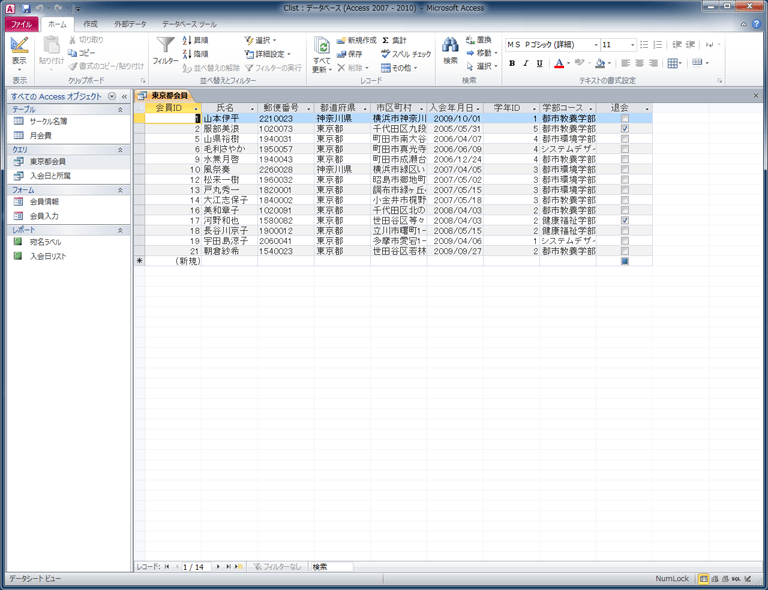 Clist : データベース (Access 2007 - 2010) - Microsoft Access
ファイル ホーム 作成 外部データ データベース ツール
表示 貼り付け 切り取り コピー 書式のコピー/貼り付け
フィルター 昇順 降順 並べ替えの解除 選択 詳細設定 フィルターの実行
すべて更新 新規作成 保存 削除 集計 スペル チェック その他
検索 置換 移動 選択
MS Pゴシック (詳細) 11
B I U A
表示 クリップボード 並べ替えとフィルター レコード 検索 テキストの書式設定
すべての Access オブジェクト
テーブル
サークル名簿
月会費
クエリ
東京都会員
入会日と所属
フォーム
会員情報
会員入力
レポート
宛名ラベル
入会日リスト
東京都会員
会員ID 氏名 郵便番号 都道府県 市区町村 入会年月日 学年ID 学部コース 退会
1 山本伊平 2210023 神奈川県 横浜市神奈川 2009/10/01 1 都市教養学部
2 服部美浪 1020073 東京都 千代田区九段 2005/05/31 5 都市教養学部
5 山県裕樹 1940031 東京都 町田市南大谷 2006/04/07 4 都市環境学部
6 毛利さやか 1950057 東京都 町田市真光寺 2006/06/09 4 システムデザイ
9 水無月啓 1940043 東京都 町田市成瀬台 2006/12/24 4 都市教養学部
10 風祭奏 2260028 神奈川県 横浜市緑区い 2007/04/05 3 都市教養学部
12 松来一樹 1960032 東京都 昭島市郷地町 2007/05/02 3 都市環境学部
13 戸丸秀一 1820001 東京都 調布市緑ヶ丘 2007/05/15 3 都市環境学部
14 大江志保子 1840002 東京都 小金井市梶野 2007/05/18 3 都市環境学部
16 美和章子 1020091 東京都 千代田区北の 2008/04/03 2 都市教養学部
17 河野和也 1580082 東京都 世田谷区等々 2008/04/03 2 健康福祉学部
18 長谷川京子 1900012 東京都 立川市曙町1- 2008/05/15 2 健康福祉学部
19 宇田島涼子 2060041 東京都 多摩市愛宕1- 2009/04/06 1 システムデザイ
21 朝倉紗希 1540023 東京都 世田谷区若林 2009/09/27 2 都市教養学部
* (新規)
レコード: 1 / 14 フィルターなし 検索
データシート ビュー NumLock SQL